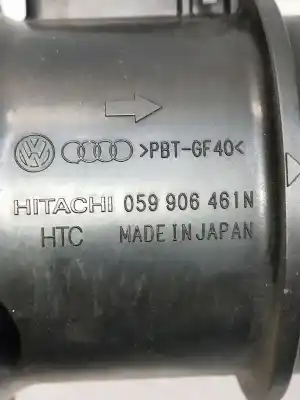 >PBT-GF40<
HITACHI 059 906 461N
HTC MADE IN JAPAN